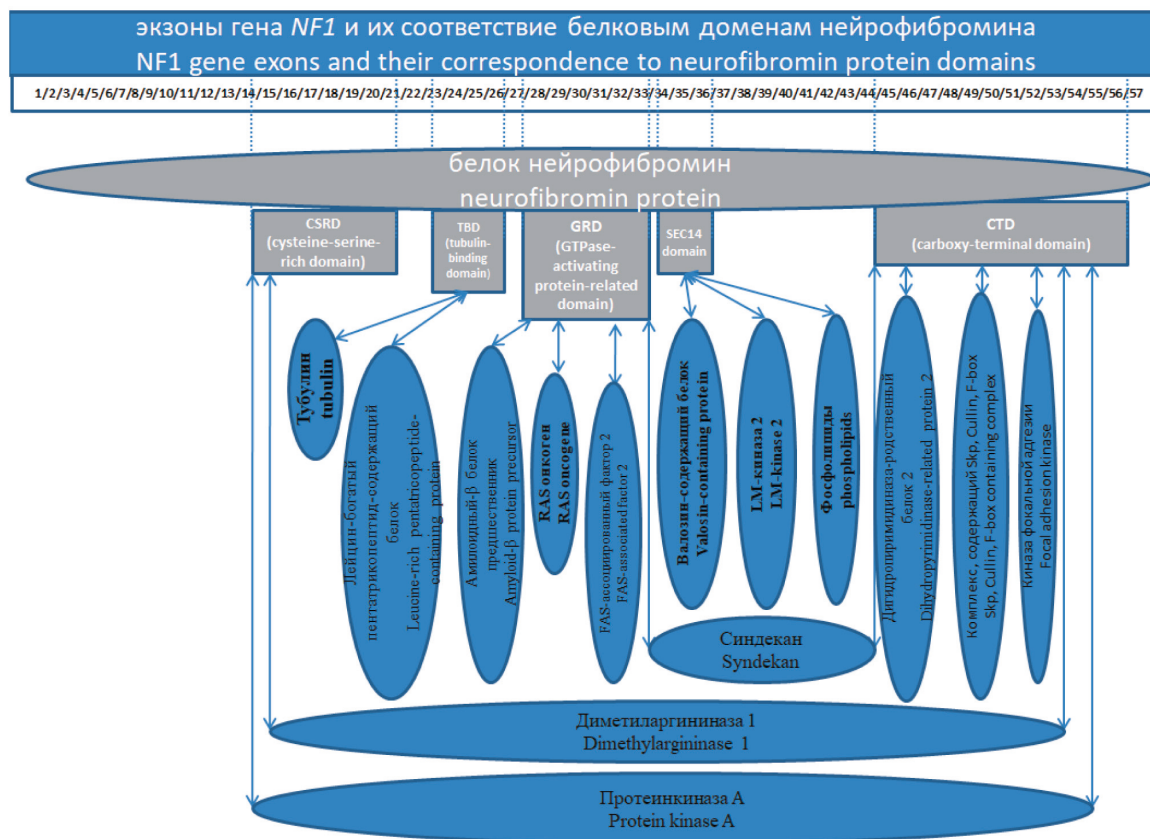 экзоны гена NF1 и их соответствие белковым доменам нейрофибромина
NF1 gene exons and their correspondence to neurofibromin protein domains
1/2/3/4/5/6/7/8/9/10/11/12/13/14/15/16/17/18/19/20/21/22/23/24/25/26/27/28/29/30/31/32/33/34/35/36/37/38/39/40/41/42/43/44/45/46/47/48/49/50/51/52/53/54/55/56/57
белок нейрофибромин
neurofibromin protein
CSRD
(cysteine-serine-
rich domain)
TBD
(tubulin-
binding
domain)
GRD
(GTPase-
activating
protein-related
domain)
SEC14
domain
CTD
(carboxy-terminal domain)
Тубулин
tubulin
Лейцин-богатый
пентатрикопептид-содержащий
белок
Leucine-rich pentatricopeptide-
containing protein
Амилоидный-β белок
предшественник
Amyloid-β protein precursor
RAS онкоген
RAS oncogene
FAS-ассоциированный фактор 2
FAS-associated factor 2
Валозин-содержащий белок
Valosin-containing protein
LM-киназа 2
LM-kinase 2
Фосфолипиды
phospholipids
Дигидропиримидиназа-родственный
белок 2
Dihydropyrimidinase-related protein 2
Комплекс, содержащий Skp, Cullin, F-box
Skp, Cullin, F-box containing complex
Киназа фокальной адгезии
Focal adhesion kinase
Синдекан
Syndekan
Диметиларгининаза 1
Dimethylargininase 1
Протеинкиназа А
Protein kinase A